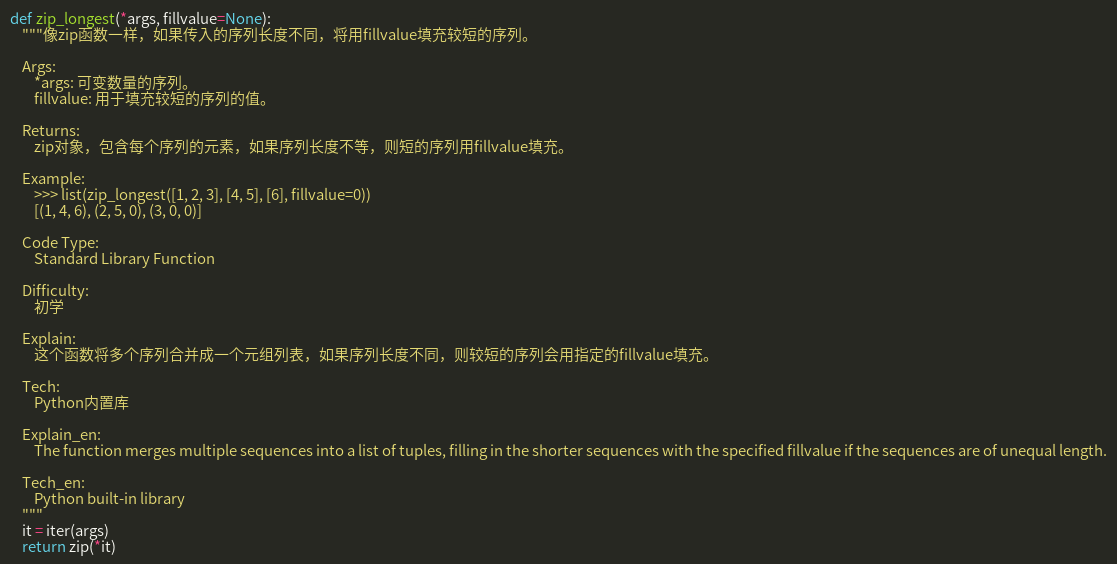 def zip_longest(*args, fillvalue=None):
"""像zip函数一样，如果传入的序列长度不同，将用fillvalue填充较短的序列。
Args:
*args: 可变数量的序列。
fillvalue: 用于填充较短的序列的值。
Returns:
zip对象，包含每个序列的元素，如果序列长度不等，则短的序列用fillvalue填充。
Example:
>>> list(zip_longest([1, 2, 3], [4, 5], [6], fillvalue=0))
[(1, 4, 6), (2, 5, 0), (3, 0, 0)]
Code Type:
Standard Library Function
Difficulty:
初学
Explain:
这个函数将多个序列合并成一个元组列表，如果序列长度不同，则较短的序列会用指定的fillvalue填充。
Tech:
Python内置库
Explain_en:
The function merges multiple sequences into a list of tuples, filling in the shorter sequences with the specified fillvalue if the sequences are of unequal length.
Tech_en:
Python built-in library
"""
it = iter(args)
return zip(*it)